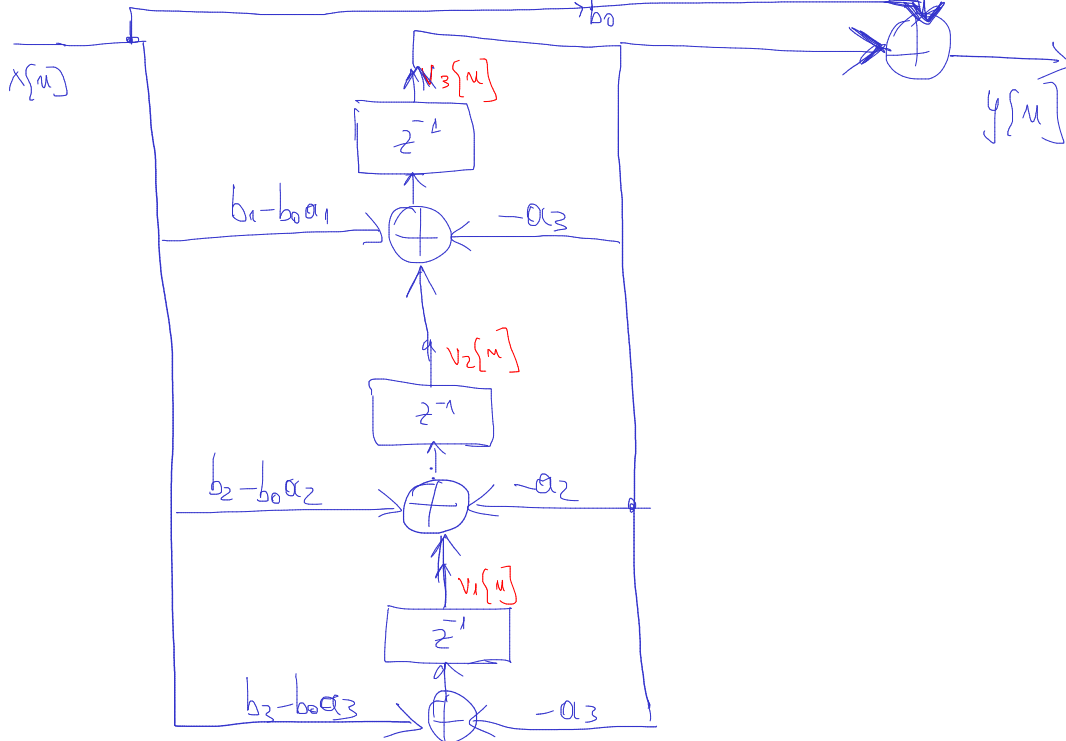 b0
x[n]
y[n]
v3[n]
z⁻¹
b1-b0a1
-a3
v2[n]
z⁻¹
b2-b0a2
-a2
v1[n]
z⁻¹
b3-b0a3
-a3